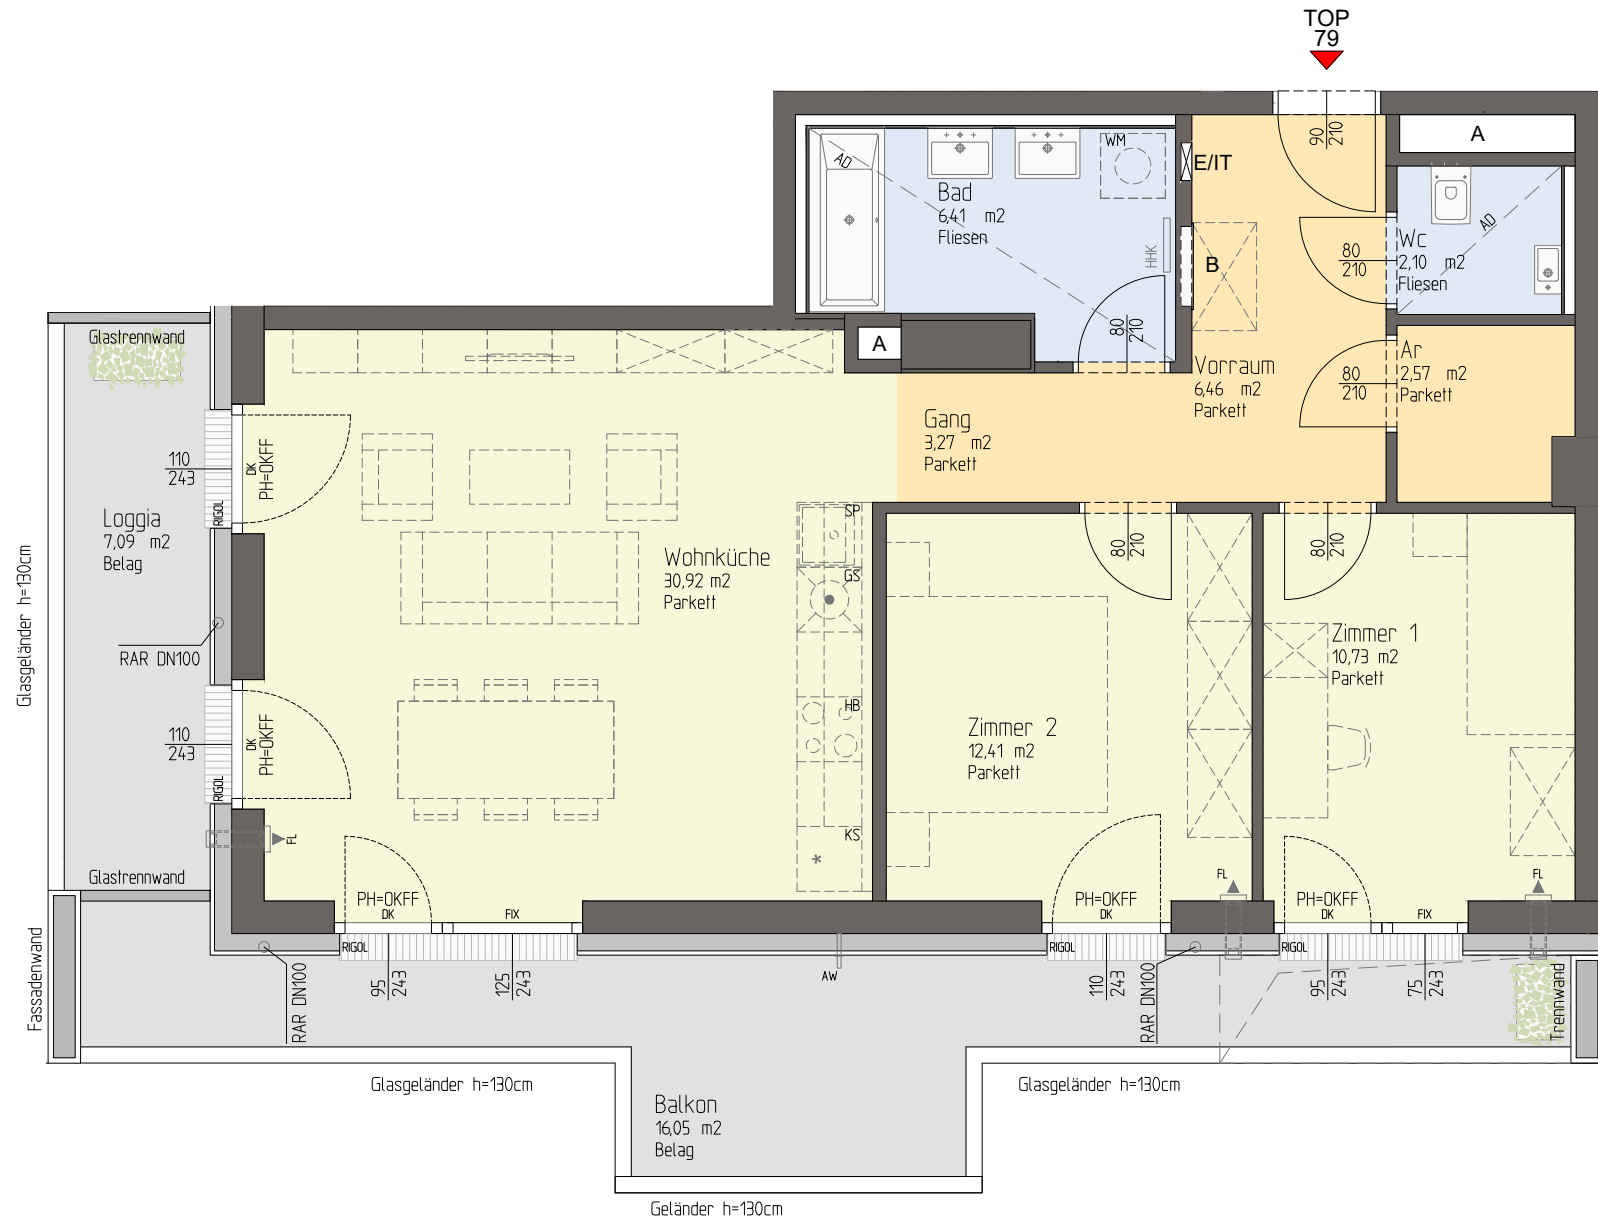 TOP
79
90
210
A
WM
AD
E/IT
Bad
6,41 m2
Fliesen
HHK
B
80
210
Wc
2,10 m2
Fliesen
AD
80
210
Glastrennwand
A
80
210
Vorraum
6,46 m2
Parkett
Ar
2,57 m2
Parkett
Gang
3,27 m2
Parkett
110
243
DK
PH=OKFF
RIGOL
Loggia
7,09 m2
Belag
SP
80
210
80
210
Wohnküche
30,92 m2
Parkett
GS
Glasgeländer h=130cm
RAR DN100
Zimmer 1
10,73 m2
Parkett
HB
Zimmer 2
12,41 m2
Parkett
110
243
DK
PH=OKFF
RIGOL
KS
*
FL
Glastrennwand
FL
FL
PH=OKFF
DK
FIX
PH=OKFF
DK
PH=OKFF
DK
FIX
RIGOL
RIGOL
RIGOL
Fassadenwand
RAR DN100
95
243
125
243
AW
110
243
RAR DN100
95
243
75
243
Trennwand
Glasgeländer h=130cm
Glasgeländer h=130cm
Balkon
16,05 m2
Belag
Geländer h=130cm